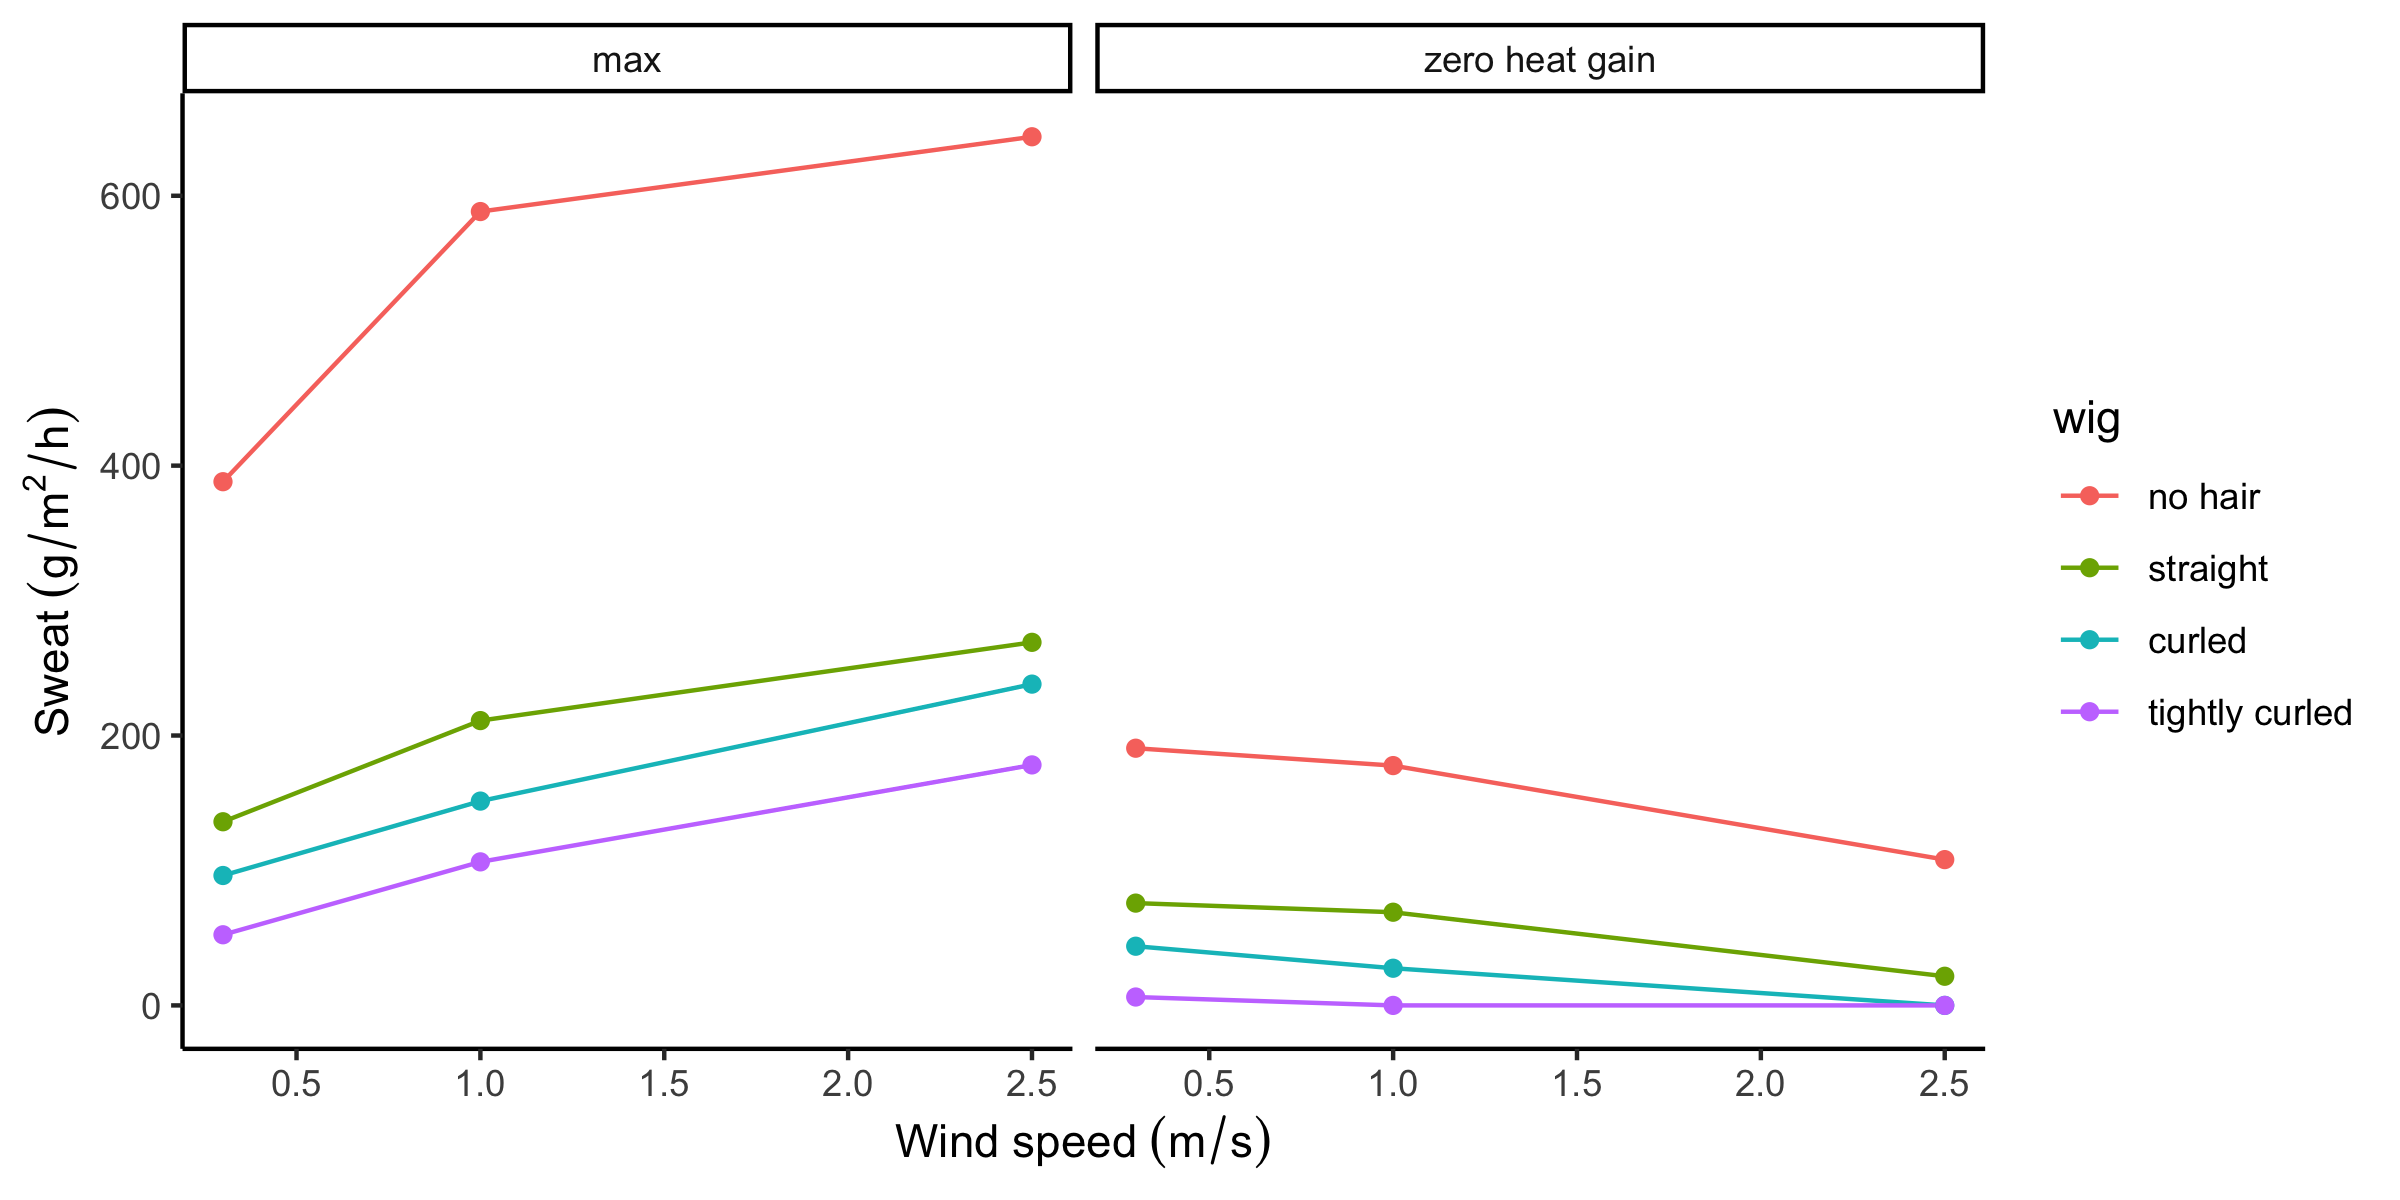 max
zero heat gain
600
400
200
0
Sweat (g/m²/h)
0.5 1.0 1.5 2.0 2.5
0.5 1.0 1.5 2.0 2.5
Wind speed (m/s)
wig
no hair
straight
curled
tightly curled